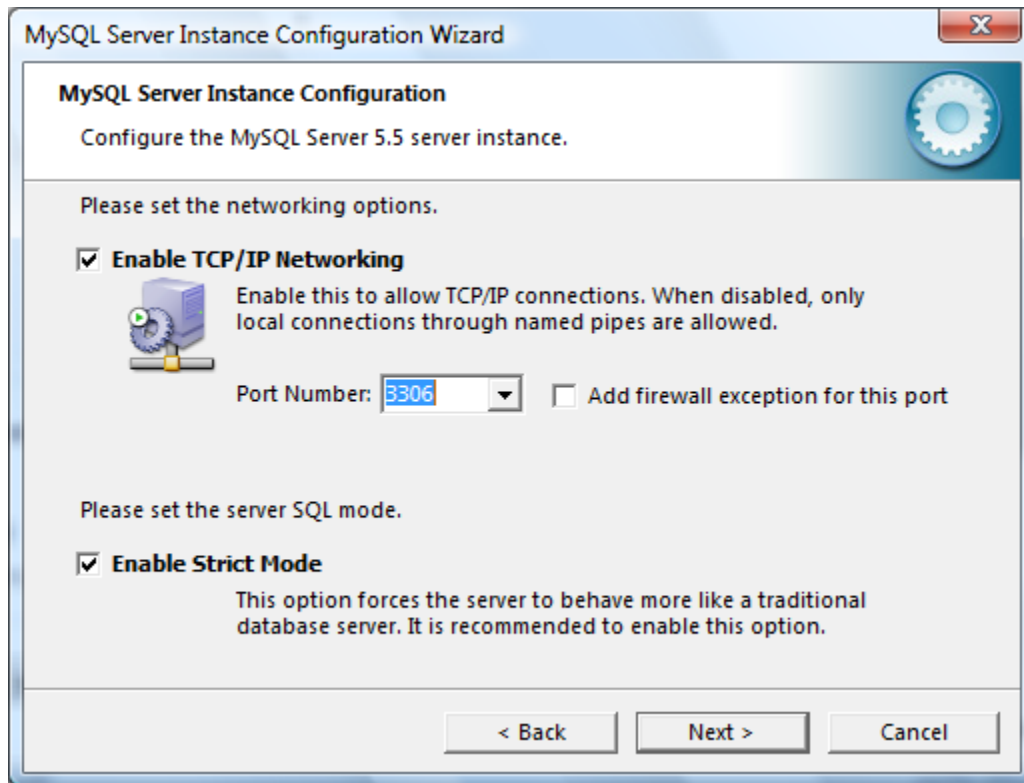 MySQL Server Instance Configuration Wizard
MySQL Server Instance Configuration
Configure the MySQL Server 5.5 server instance.
Please set the networking options.
Enable TCP/IP Networking
Enable this to allow TCP/IP connections. When disabled, only
local connections through named pipes are allowed.
Port Number: 3306 Add firewall exception for this port
Please set the server SQL mode.
Enable Strict Mode
This option forces the server to behave more like a traditional
database server. It is recommended to enable this option.
< Back Next > Cancel